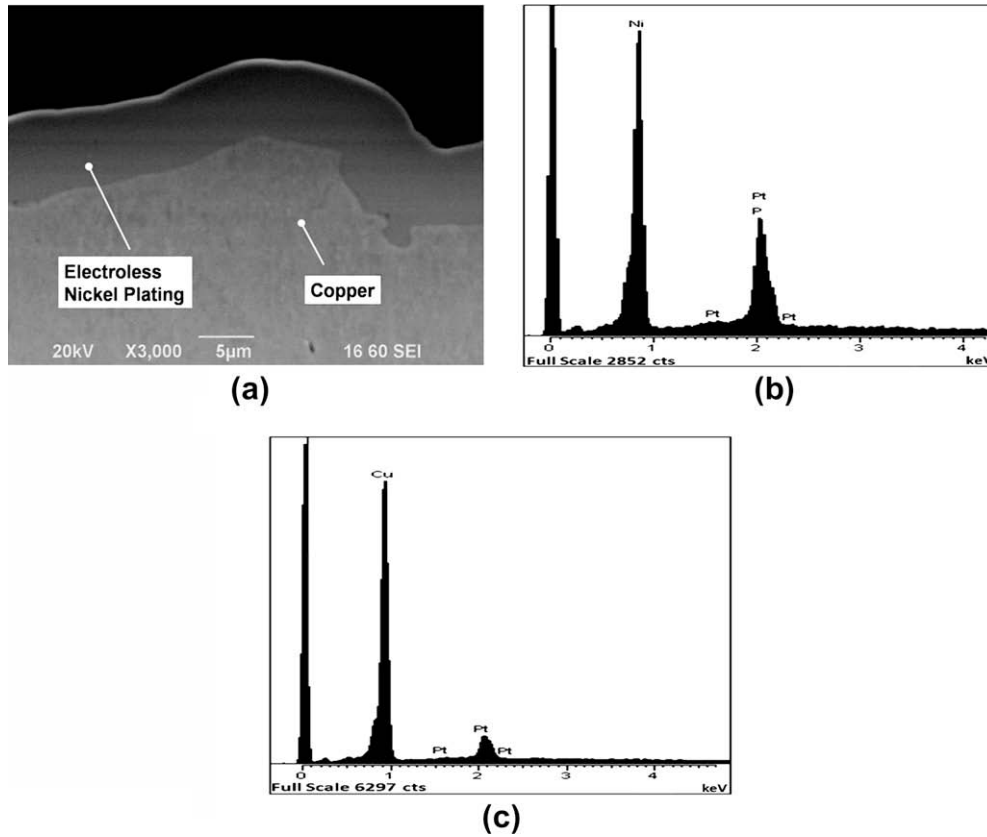 Electroless
Nickel Plating
Copper
20kV X3,000 5µm 16 60 SEI
(a)
Ni
Pt
P
Pt
Pt
0 1 2 3 4
Full Scale 2852 cts keV
(b)
Cu
Pt
Pt
Pt
0 1 2 3 4
Full Scale 6297 cts keV
(c)